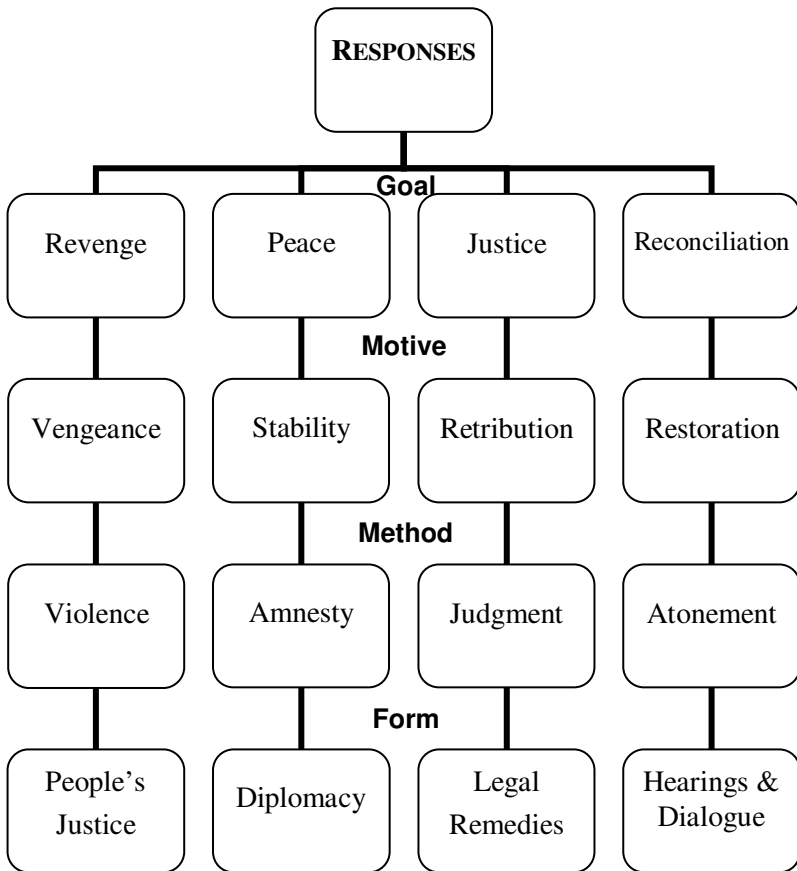 RESPONSES
Goal
Revenge
Peace
Justice
Reconciliation
Motive
Vengeance
Stability
Retribution
Restoration
Method
Violence
Amnesty
Judgment
Atonement
Form
People’s
Justice
Diplomacy
Legal
Remedies
Hearings &
Dialogue